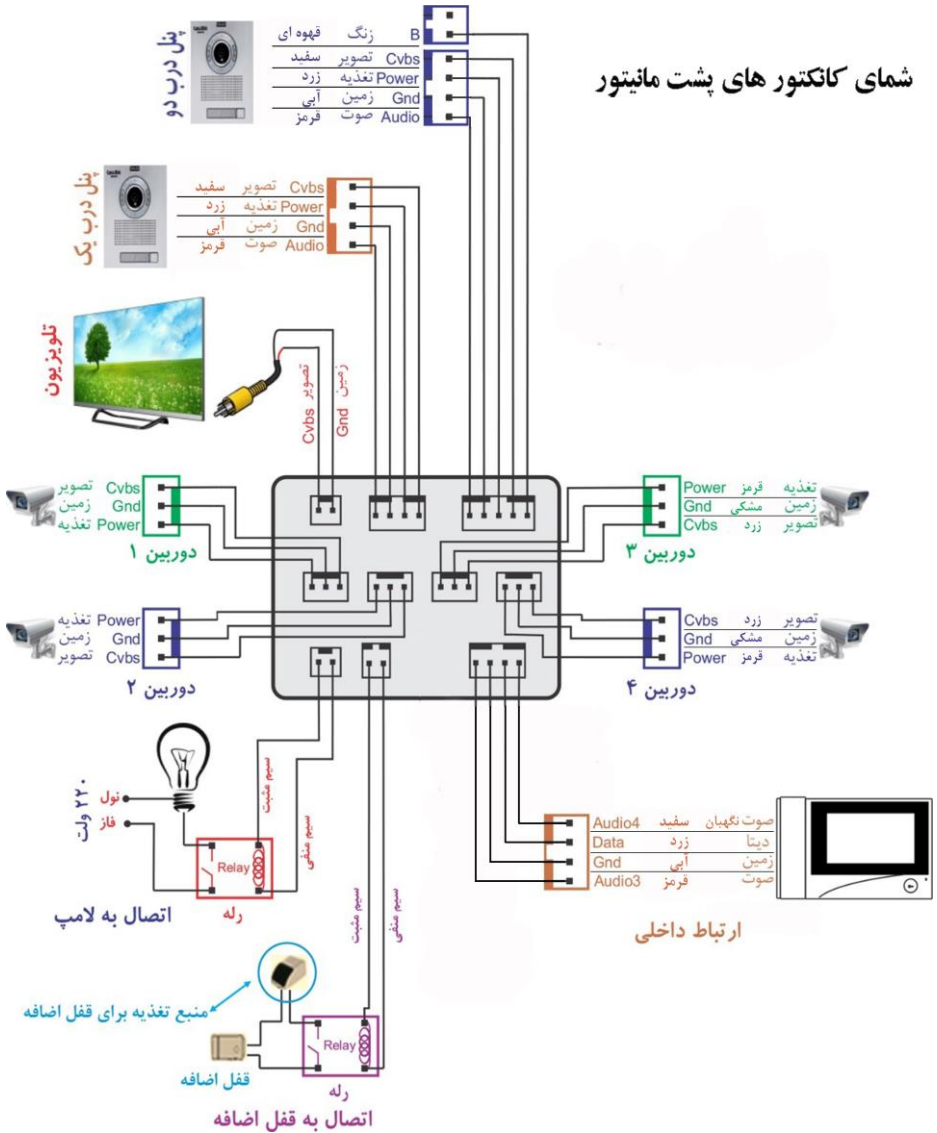 شمای کانکتور های پشت مانیتور
پنل درب دو
B زنگ قهوه ای
Cvbs تصویر سفید
Power تغذیه زرد
Gnd زمین آبی
Audio صوت قرمز
پنل درب یک
Cvbs تصویر سفید
Power تغذیه زرد
Gnd زمین آبی
Audio صوت قرمز
تلویزیون
تصویر Cvbs
زمین Gnd
Cvbs تصویر
Gnd زمین
Power تغذیه
دوربین ۱
Power قرمز تغذیه
Gnd مشکی زمین
Cvbs زرد تصویر
دوربین ۳
Power تغذیه
Gnd زمین
Cvbs تصویر
دوربین ۲
Cvbs زرد تصویر
Gnd مشکی زمین
Power قرمز تغذیه
دوربین ۴
۲۲۰ ولت
نول
فاز
سیم مثبت
سیم منفی
Relay
رله
اتصال به لامپ
Audio4 سفید صوت نگهبان
Data زرد دیتا
Gnd آبی زمین
Audio3 قرمز صوت
ارتباط داخلی
سیم مثبت
سیم منفی
منبع تغذیه برای قفل اضافه
Relay
قفل اضافه
رله
اتصال به قفل اضافه